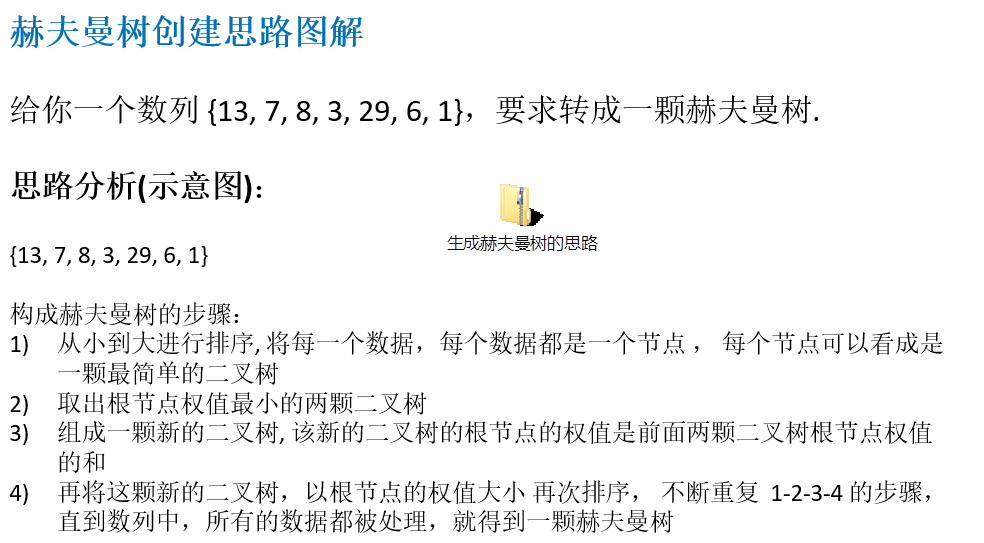 赫夫曼树创建思路图解
给你一个数列 {13, 7, 8, 3, 29, 6, 1}，要求转成一颗赫夫曼树.
思路分析(示意图)：
生成赫夫曼树的思路
{13, 7, 8, 3, 29, 6, 1}
构成赫夫曼树的步骤：
1) 从小到大进行排序, 将每一个数据，每个数据都是一个节点 ， 每个节点可以看成是
一颗最简单的二叉树
2) 取出根节点权值最小的两颗二叉树
3) 组成一颗新的二叉树, 该新的二叉树的根节点的权值是前面两颗二叉树根节点权值
的和
4) 再将这颗新的二叉树，以根节点的权值大小 再次排序， 不断重复 1-2-3-4 的步骤，
直到数列中，所有的数据都被处理，就得到一颗赫夫曼树